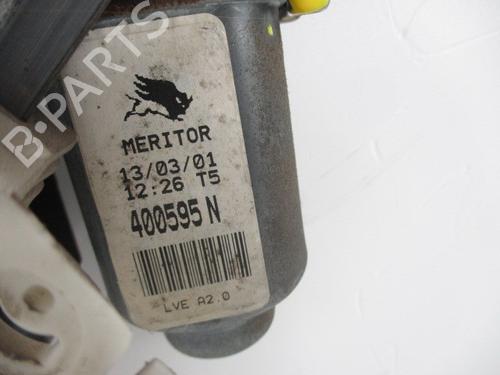 B-PARTS
MERITOR
13/03/01
12:26 T5
400595 N
LVE A2.0